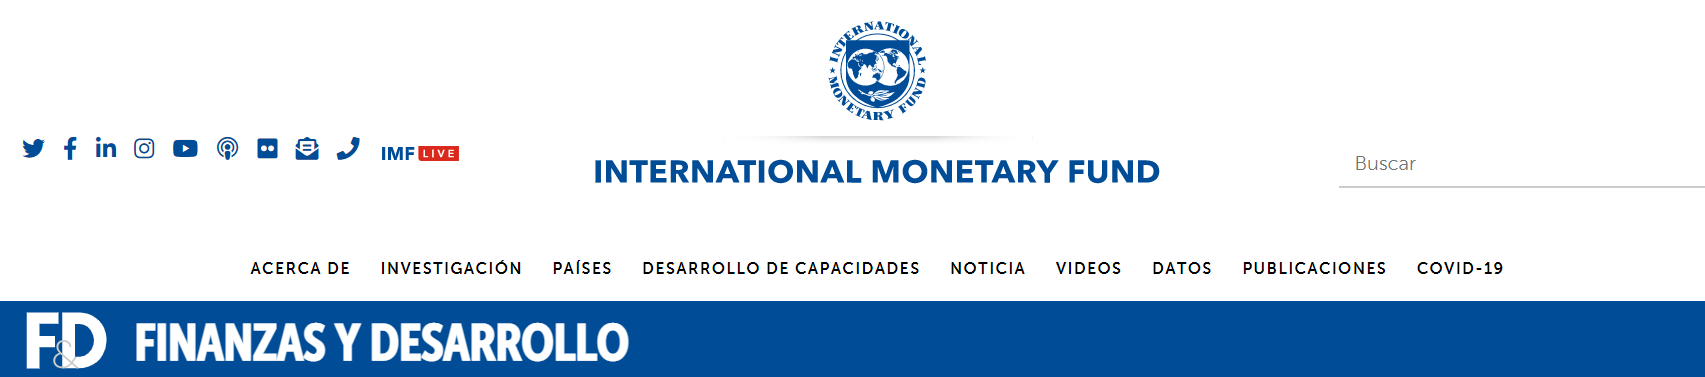 INTERNATIONAL
MONETARY FUND
IMF LIVE
INTERNATIONAL MONETARY FUND
Buscar
ACERCA DE INVESTIGACIÓN PAÍSES DESARROLLO DE CAPACIDADES NOTICIA VIDEOS DATOS PUBLICACIONES COVID-19
F&D FINANZAS Y DESARROLLO